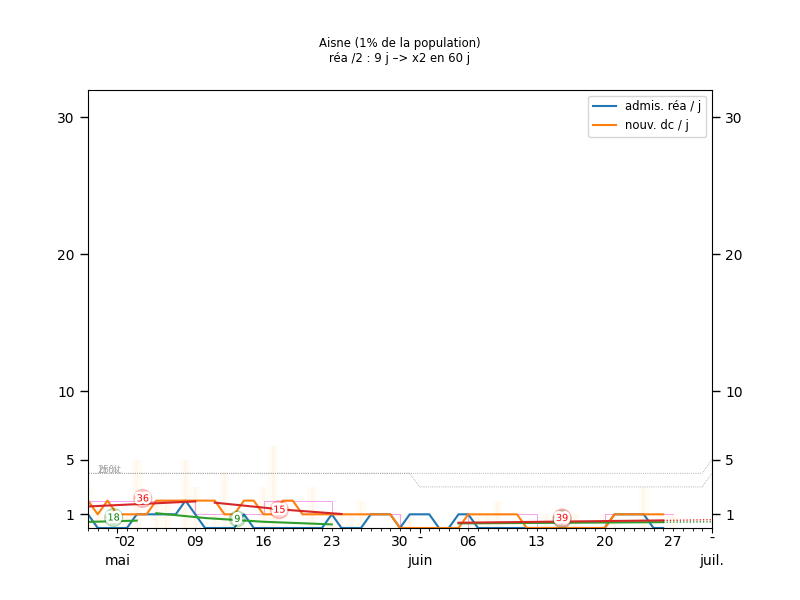 Aisne (1% de la population)
réa /2 : 9 j –> x2 en 60 j
admis. réa / j
nouv. dc / j
30 30
20 20
10 10
5 5
1 1
36
18
9
15
39
02 09 16 23 30 06 13 20 27
mai juin juil.